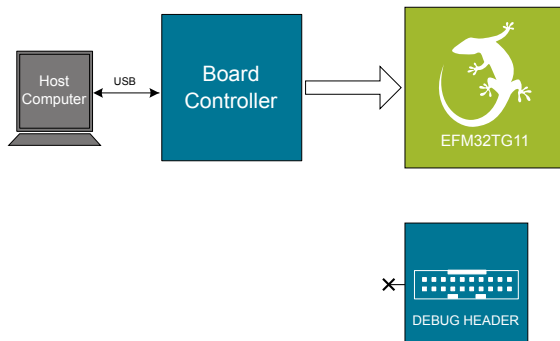 Host
Computer
USB
Board
Controller
EFM32TG11
DEBUG HEADER